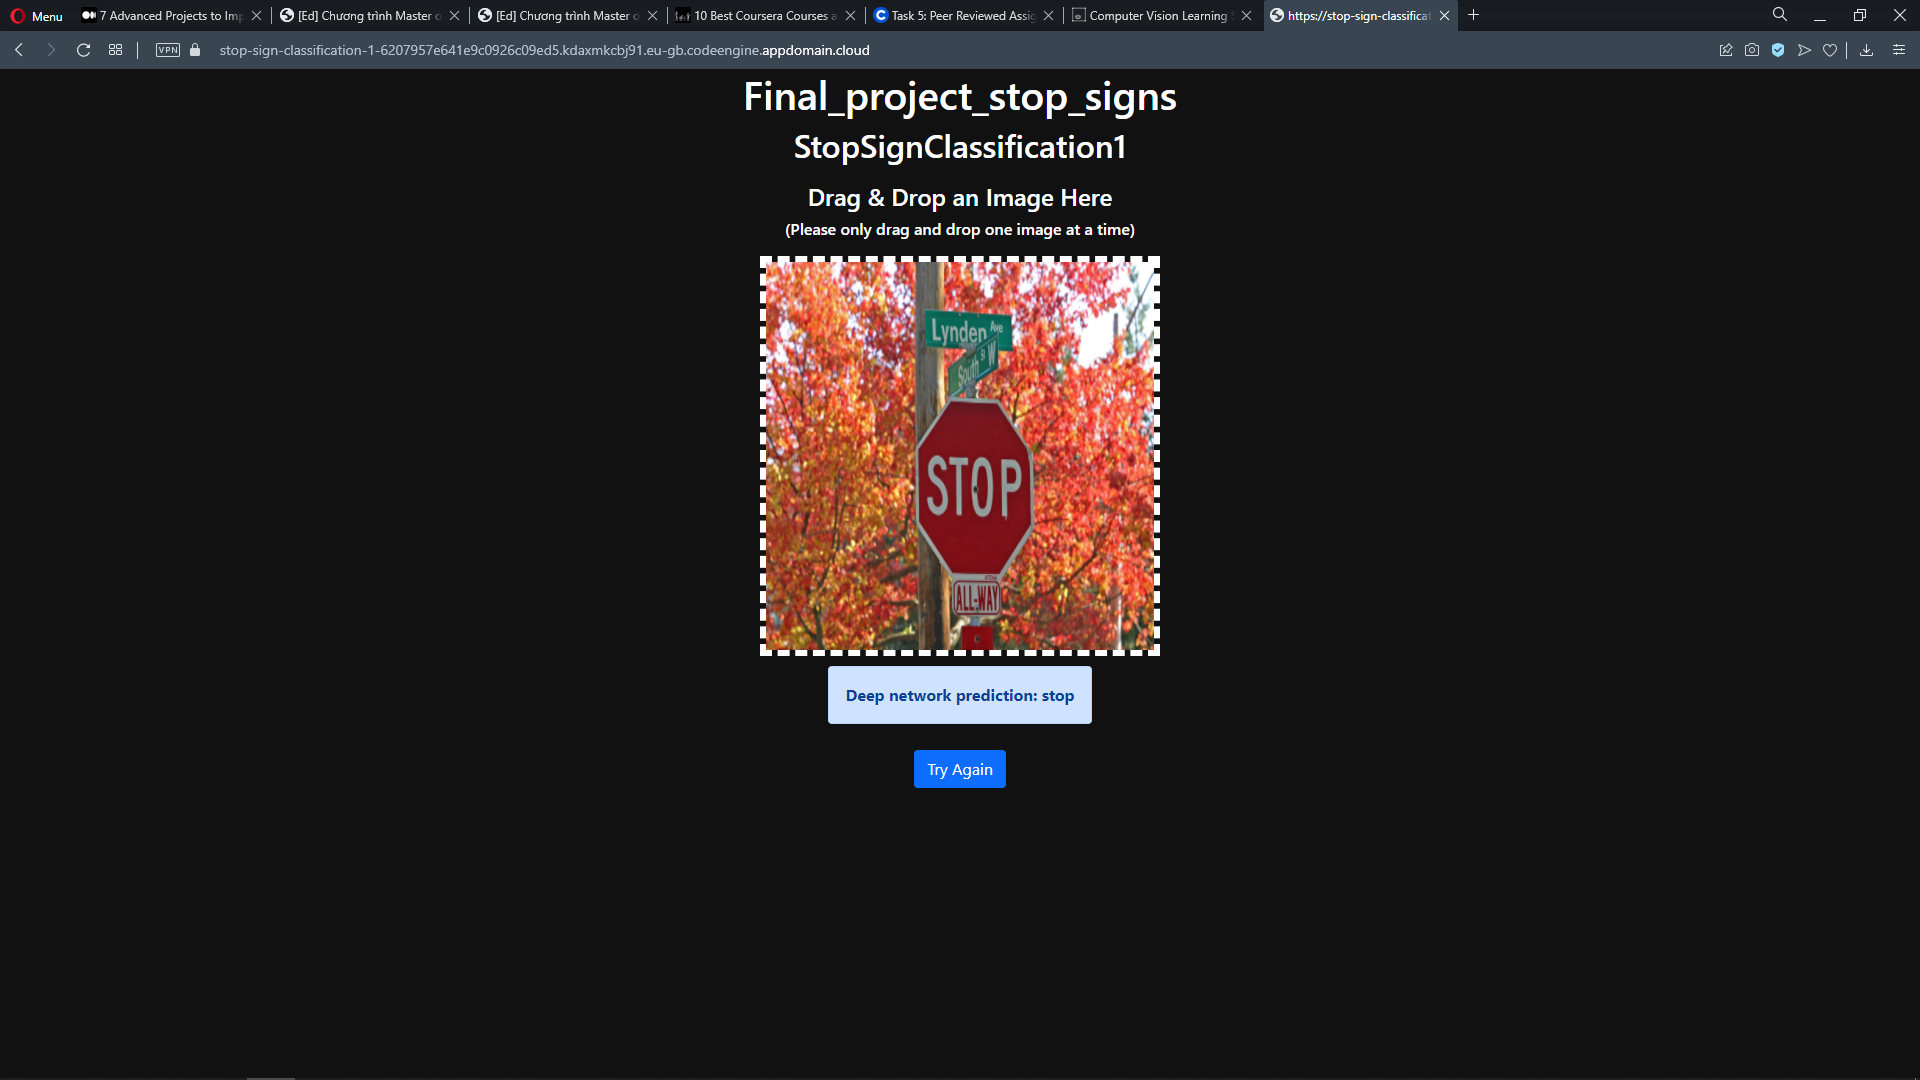 Menu
7 Advanced Projects to Imp
[Ed] Chương trình Master o
[Ed] Chương trình Master o
10 Best Coursera Courses a
Task 5: Peer Reviewed Assig
Computer Vision Learning S
https://stop-sign-classificat
VPN
stop-sign-classification-1-6207957e641e9c0926c09ed5.kdaxmkcbj91.eu-gb.codeengine.appdomain.cloud
Final_project_stop_signs
StopSignClassification1
Drag & Drop an Image Here
(Please only drag and drop one image at a time)
Lynden Ave
South St W
STOP
ALL-WAY
Deep network prediction: stop
Try Again